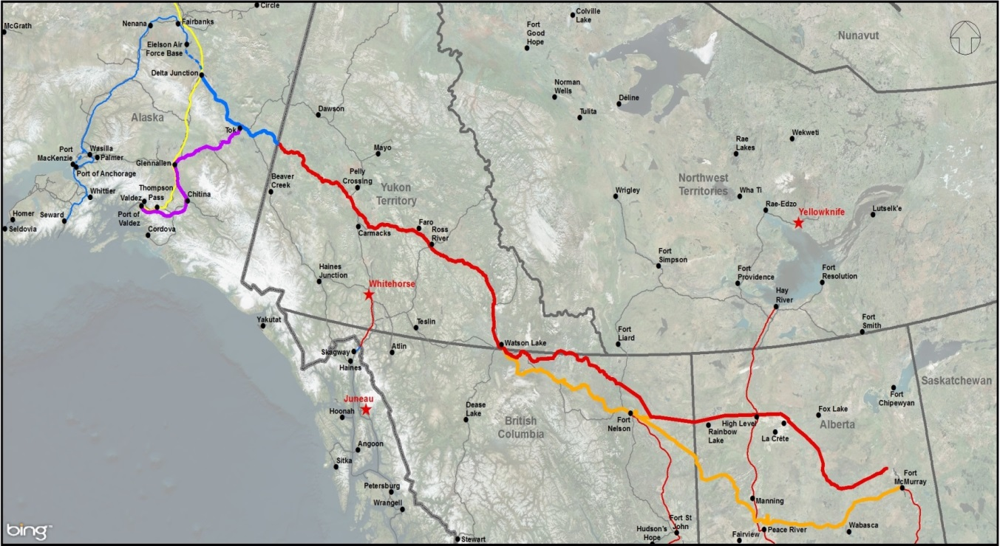 Circle
McGrath
Nenana
Fairbanks
Eielson Air
Force Base
Delta Junction
Alaska
Tok
Port
MacKenzie
Wasilla
Palmer
Port of Anchorage
Glennallen
Whittier
Thompson
Pass
Valdez
Chitina
Port of
Valdez
Homer
Seward
Seldovia
Cordova
Dawson
Mayo
Beaver
Creek
Pelly
Crossing
Yukon
Territory
Carmacks
Faro
Ross
River
Haines
Junction
Whitehorse
Yakutat
Teslin
Watson Lake
Skagway
Atlin
Haines
Juneau
Hoonah
Angoon
Sitka
Petersburg
Wrangell
Stewart
Dease
Lake
British
Columbia
Colville
Lake
Fort
Good
Hope
Norman
Wells
Déline
Tulita
Nunavut
Wekweti
Rae
Lakes
Northwest
Territories
Wrigley
Wha Ti
Rae-Edzo
Yellowknife
Lutselk'e
Fort
Simpson
Fort
Providence
Fort
Resolution
Hay
River
Fort
Liard
Fort
Smith
Saskatchewan
Fort
Chipewyan
Fort
Nelson
High Level
Rainbow
Lake
La Crête
Fox Lake
Alberta
Fort
McMurray
Manning
Peace River
Wabasca
Fairview
Fort St
John
Hudson's
Hope
bing™